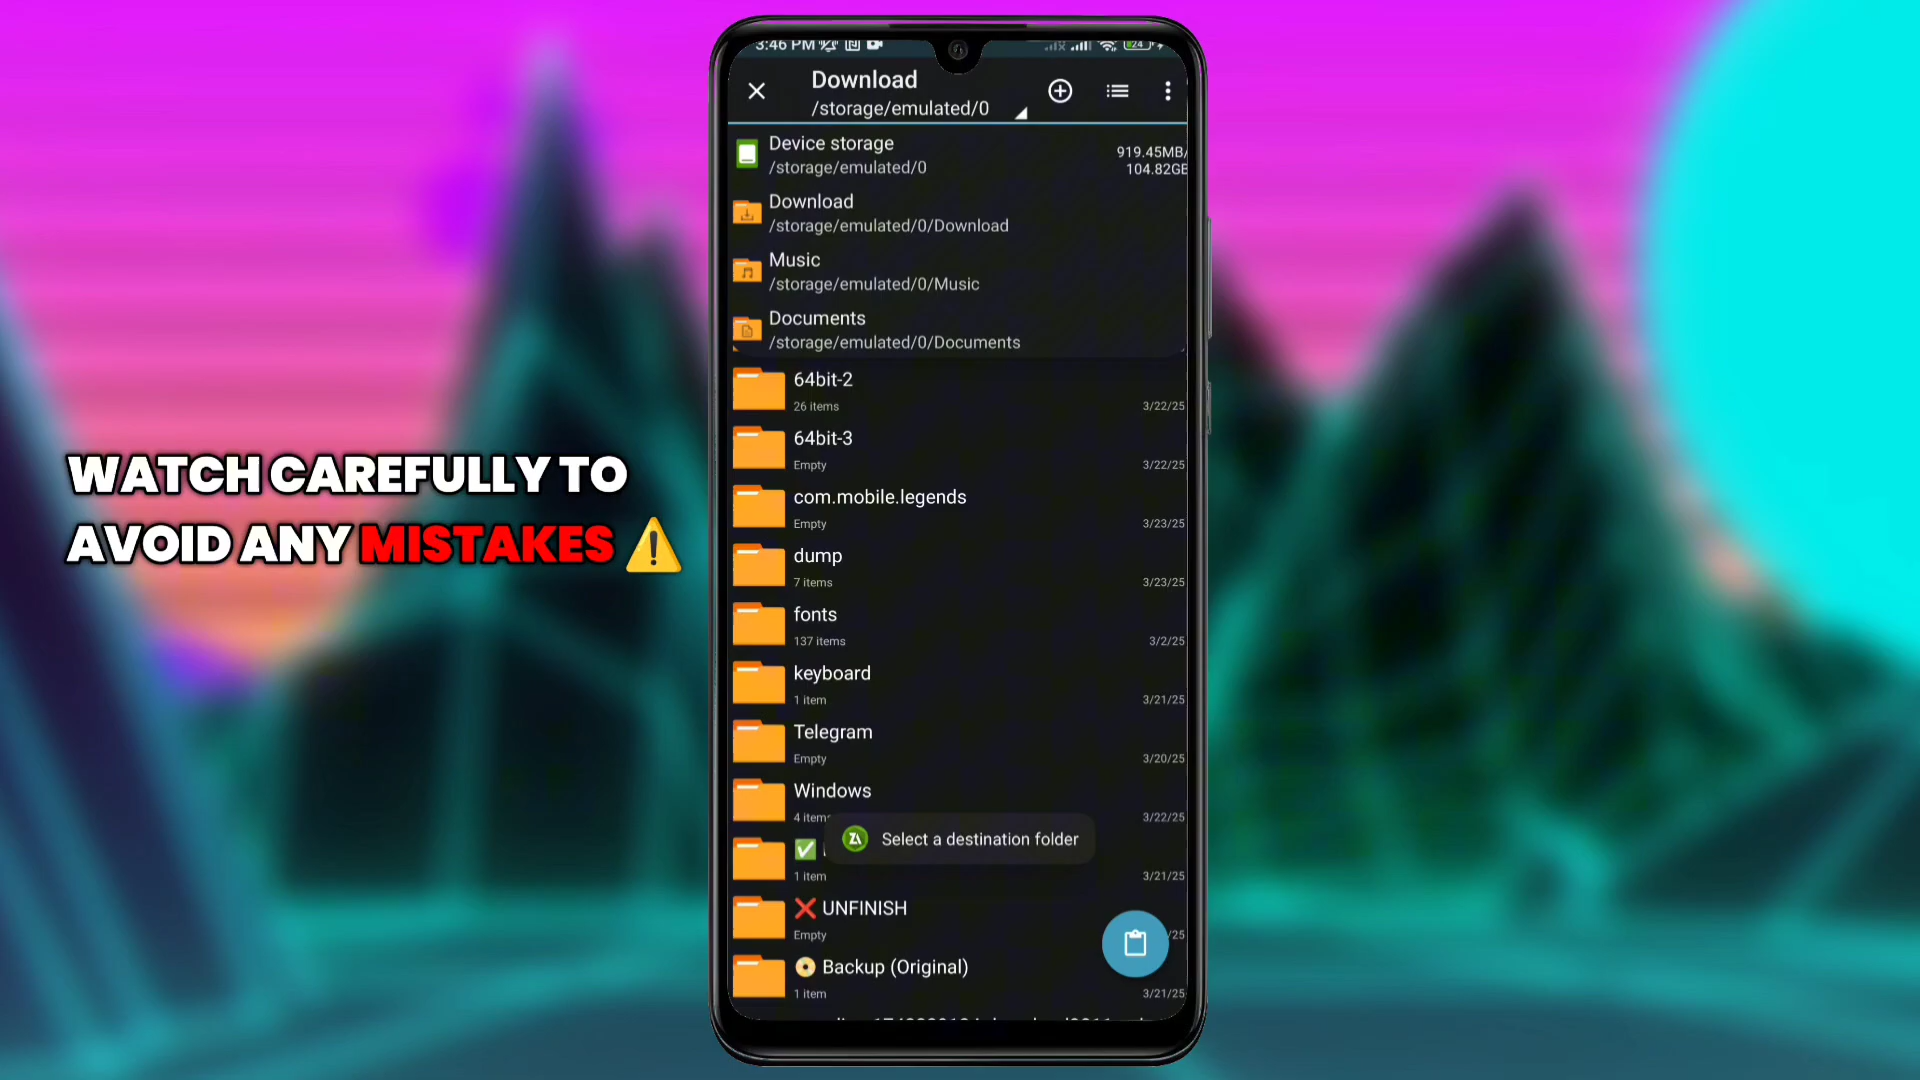 WATCH CAREFULLY TO
AVOID ANY MISTAKES ⚠️
3:46 PM
24
Download
/storage/emulated/0
Device storage
/storage/emulated/0
919.45MB/
104.82GB
Download
/storage/emulated/0/Download
Music
/storage/emulated/0/Music
Documents
/storage/emulated/0/Documents
64bit-2
26 items
3/22/25
64bit-3
Empty
3/22/25
com.mobile.legends
Empty
3/23/25
dump
7 items
3/23/25
fonts
137 items
3/2/25
keyboard
1 item
3/21/25
Telegram
Empty
3/20/25
Windows
4 items
3/22/25
ZA Select a destination folder
✅
1 item
3/21/25
❌ UNFINISH
Empty
/25
📀 Backup (Original)
1 item
3/21/25